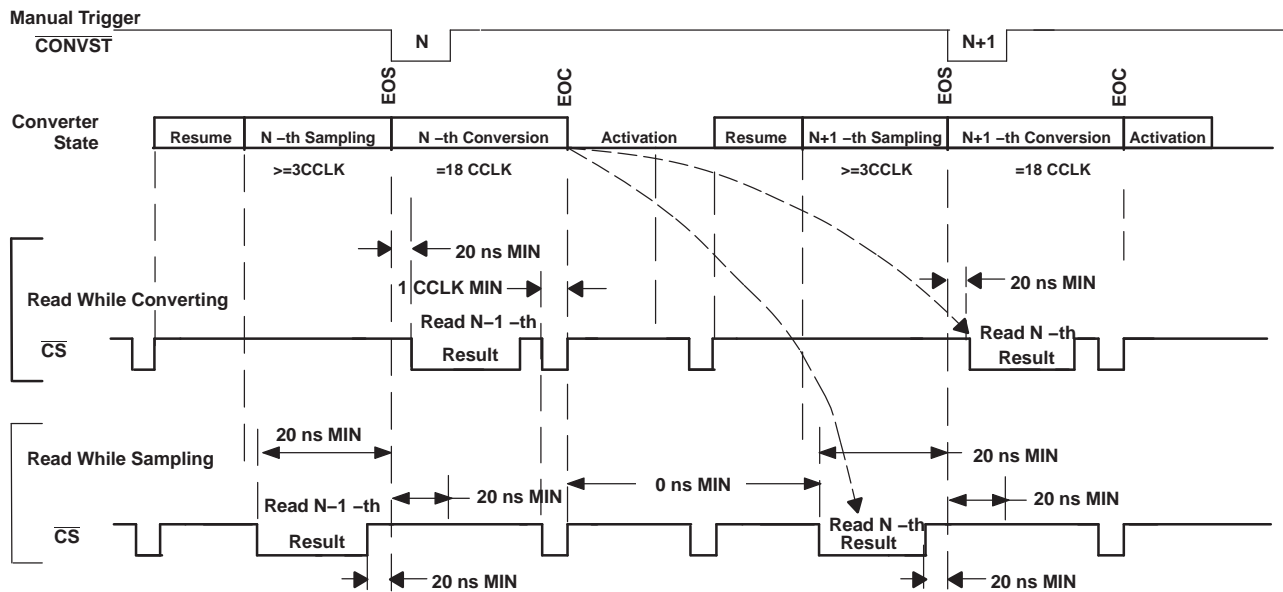 Manual Trigger
CONVST
N
N+1
EOS
EOC
EOS
EOC
Converter
State
Resume
N –th Sampling
N –th Conversion
Activation
Resume
N+1 –th Sampling
N+1 –th Conversion
Activation
>=3CCLK
=18 CCLK
>=3CCLK
=18 CCLK
20 ns MIN
20 ns MIN
1 CCLK MIN
Read While Converting
Read N–1 –th
Result
Read N –th
Result
CS
20 ns MIN
20 ns MIN
Read While Sampling
0 ns MIN
20 ns MIN
20 ns MIN
Read N–1 –th
Result
Read N –th
Result
CS
20 ns MIN
20 ns MIN